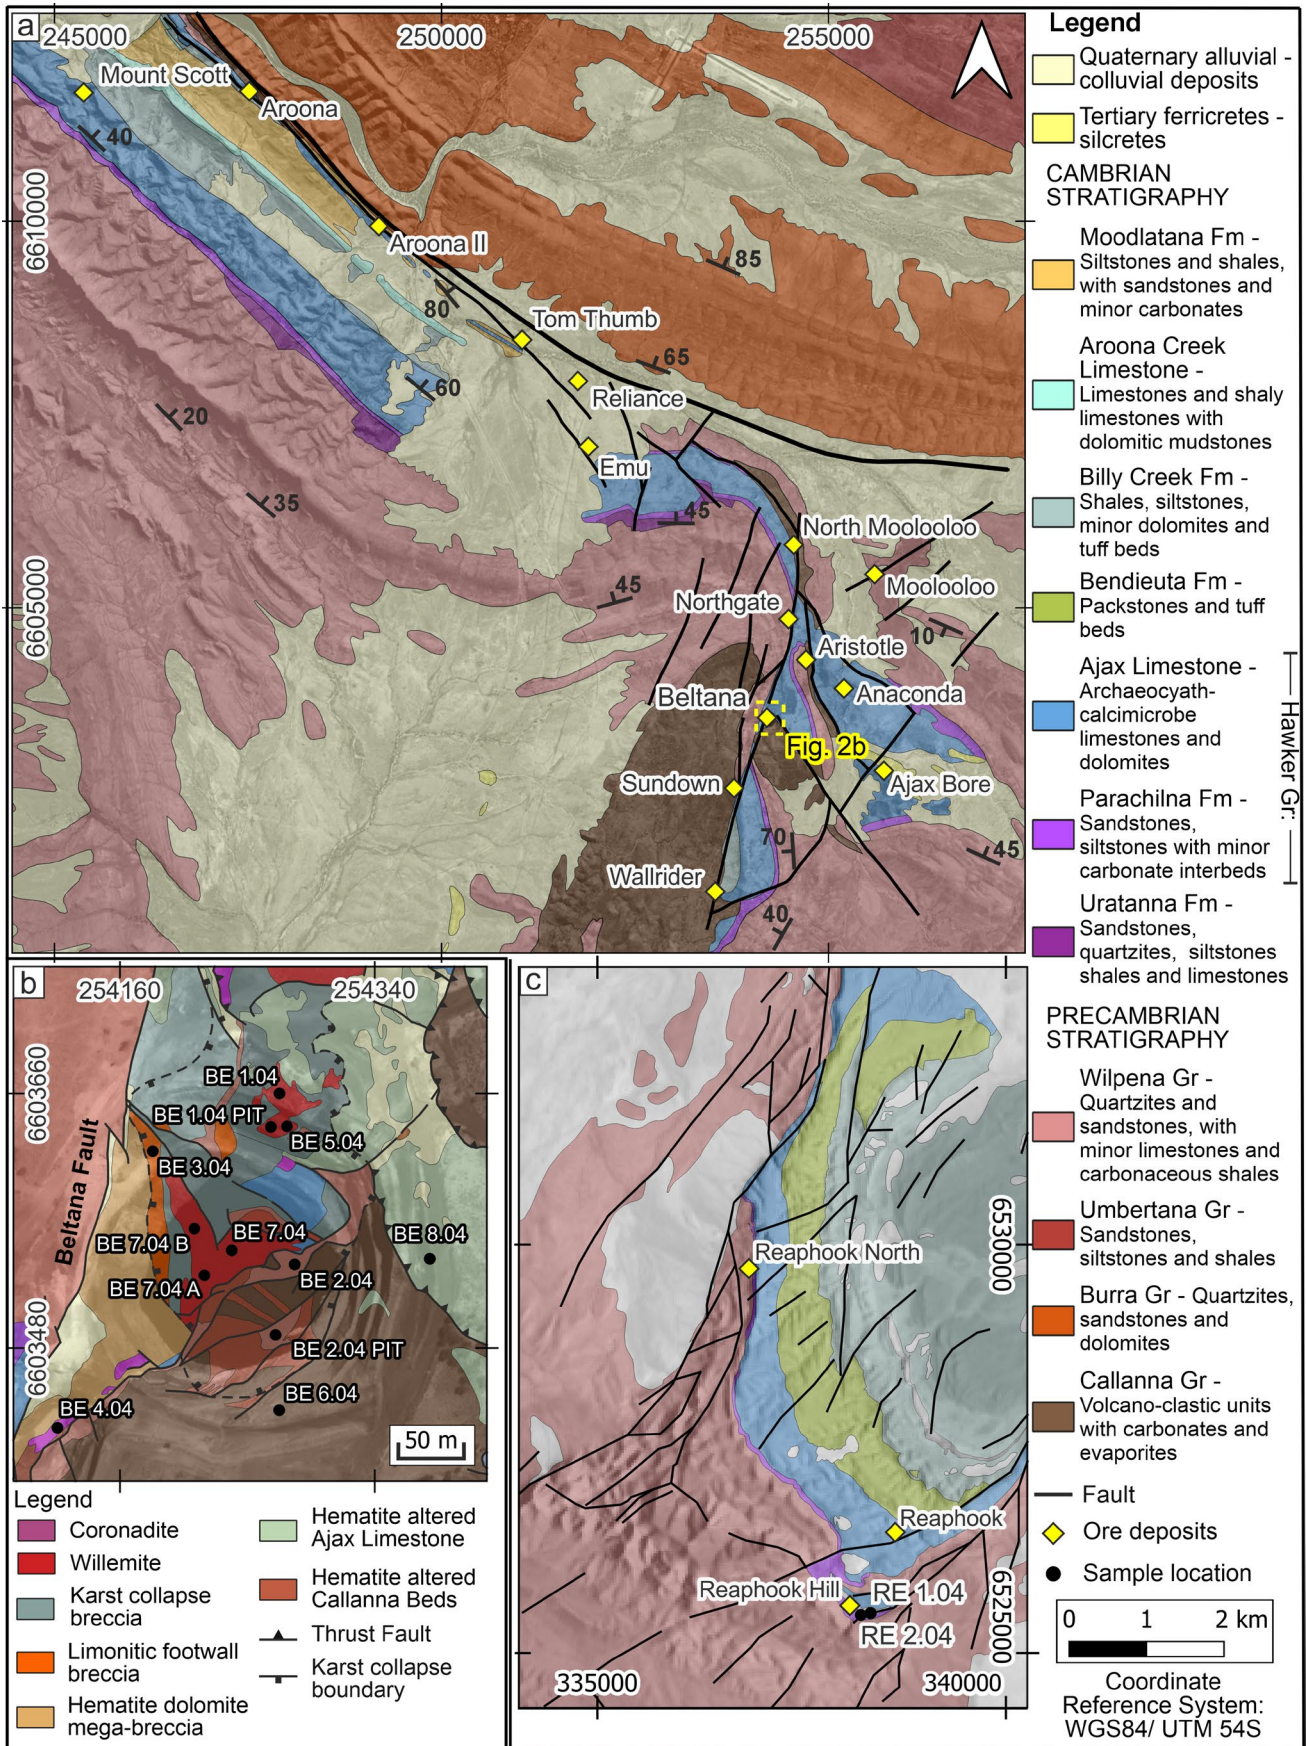 a
245000
250000
255000
Mount Scott
Aroona
40
6610000
Aroona II
85
80
Tom Thumb
65
60
Reliance
20
Emu
35
45
North Moolooloo
Moolooloo
45
Northgate
6605000
10
Aristotle
Beltana
Anaconda
Fig. 2b
Sundown
Ajax Bore
70
45
Wallrider
40
Legend
Quaternary alluvial -
colluvial deposits
Tertiary ferricretes -
silcretes
CAMBRIAN
STRATIGRAPHY
Moodlatana Fm -
Siltstones and shales,
with sandstones and
minor carbonates
Aroona Creek
Limestone -
Limestones and shaly
limestones with
dolomitic mudstones
Billy Creek Fm -
Shales, siltstones,
minor dolomites and
tuff beds
Bendieuta Fm -
Packstones and tuff
beds
Ajax Limestone -
Archaeocyath-
calcimicrobe
limestones and
dolomites
Parachilna Fm -
Sandstones,
siltstones with minor
carbonate interbeds
Hawker Gr.
Uratanna Fm -
Sandstones,
quartzites, siltstones
shales and limestones
PRECAMBRIAN
STRATIGRAPHY
Wilpena Gr -
Quartzites and
sandstones, with
minor limestones and
carbonaceous shales
Umbertana Gr -
Sandstones,
siltstones and shales
Burra Gr - Quartzites,
sandstones and
dolomites
Callanna Gr -
Volcano-clastic units
with carbonates and
evaporites
Fault
Ore deposits
Sample location
0 1 2 km
Coordinate
Reference System:
WGS84/ UTM 54S
b
254160
254340
6603660
BE 1.04
BE 1.04 PIT
BE 5.04
BE 3.04
Beltana Fault
BE 7.04
BE 8.04
BE 7.04 B
BE 2.04
BE 7.04 A
6603480
BE 2.04 PIT
BE 6.04
BE 4.04
50 m
Legend
Coronadite
Willemite
Karst collapse
breccia
Limonitic footwall
breccia
Hematite dolomite
mega-breccia
Hematite altered
Ajax Limestone
Hematite altered
Callanna Beds
Thrust Fault
Karst collapse
boundary
c
6530000
Reaphook North
Reaphook
Reaphook Hill
RE 1.04
RE 2.04
6525000
335000
340000